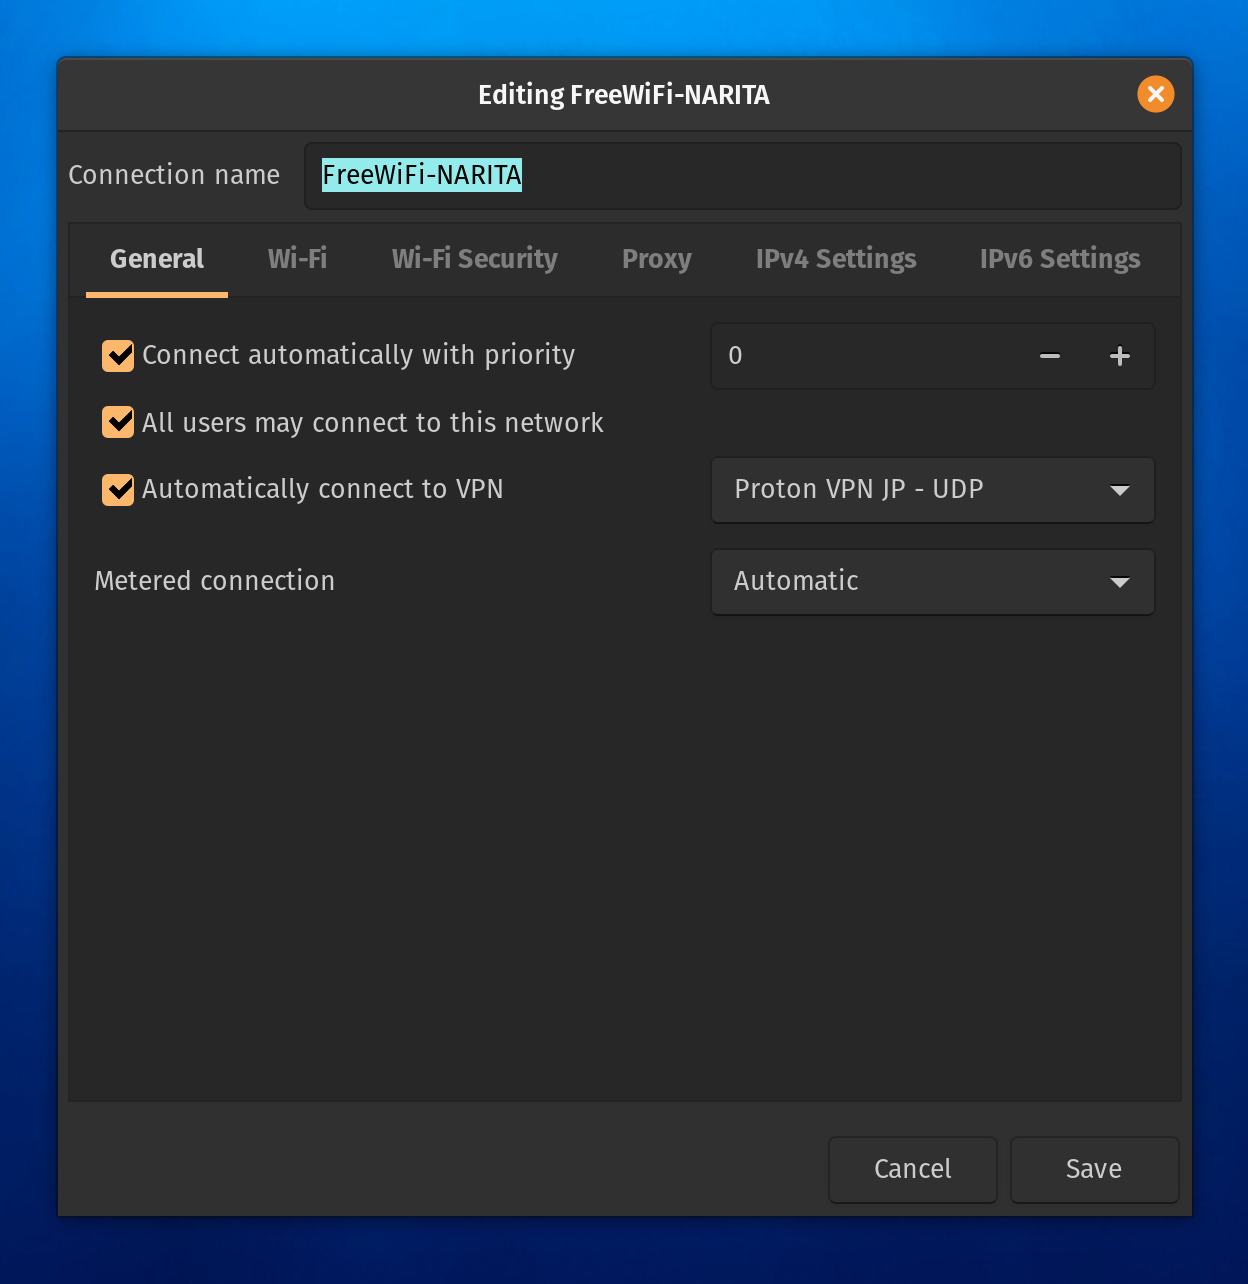 Editing FreeWiFi-NARITA
Connection name FreeWiFi-NARITA
General Wi-Fi Wi-Fi Security Proxy IPv4 Settings IPv6 Settings
Connect automatically with priority 0
All users may connect to this network
Automatically connect to VPN Proton VPN JP - UDP
Metered connection Automatic
Cancel Save